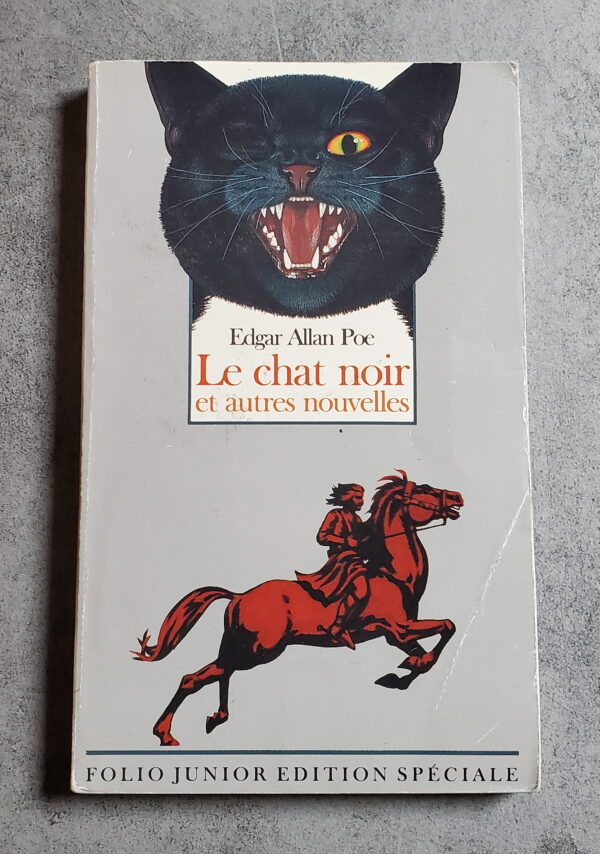 Edgar Allan Poe
Le chat noir
et autres nouvelles
FOLIO JUNIOR EDITION SPÉCIALE